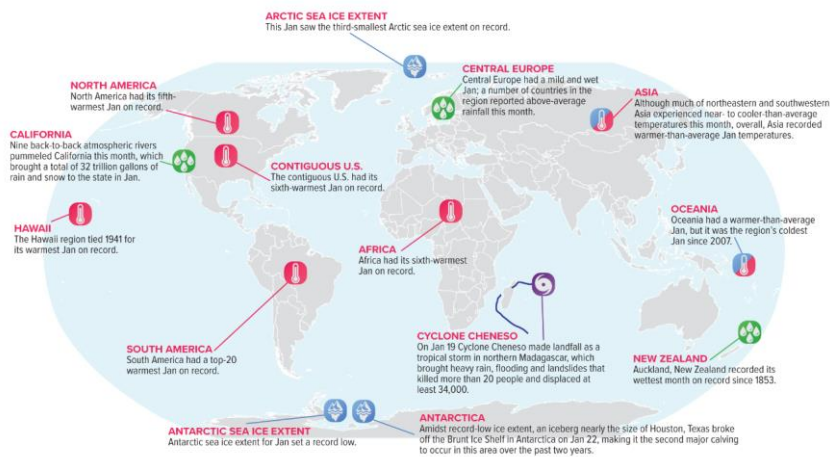 ARCTIC SEA ICE EXTENT
This Jan saw the third-smallest Arctic sea ice extent on record.
NORTH AMERICA
North America had its fifth-
warmest Jan on record.
CENTRAL EUROPE
Central Europe had a mild and wet
Jan; a number of countries in the
region reported above-average
rainfall this month.
ASIA
Although much of northeastern and southwestern
Asia experienced near- to cooler-than-average
temperatures this month, overall, Asia recorded
warmer-than-average Jan temperatures.
CALIFORNIA
Nine back-to-back atmospheric rivers
pummeled California this month, which
brought a total of 32 trillion gallons of
rain and snow to the state in Jan.
CONTIGUOUS U.S.
The contiguous U.S. had its
sixth-warmest Jan on record.
HAWAII
The Hawaii region tied 1941 for
its warmest Jan on record.
AFRICA
Africa had its sixth-warmest
Jan on record.
OCEANIA
Oceania had a warmer-than-average
Jan, but it was the region's coldest
Jan since 2007.
SOUTH AMERICA
South America had a top-20
warmest Jan on record.
CYCLONE CHENESO
On Jan 19 Cyclone Cheneso made landfall as a
tropical storm in northern Madagascar, which
brought heavy rain, flooding and landslides that
killed more than 20 people and displaced at
least 34,000.
NEW ZEALAND
Auckland, New Zealand recorded its
wettest month on record since 1853.
ANTARCTIC SEA ICE EXTENT
Antarctic sea ice extent for Jan set a record low.
ANTARCTICA
Amidst record-low ice extent, an iceberg nearly the size of Houston, Texas broke
off the Brunt Ice Shelf in Antarctica on Jan 22, making it the second major calving
to occur in this area over the past two years.